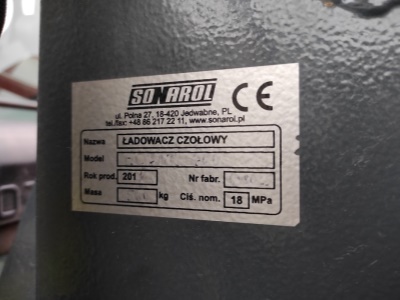 SONAROL CE
ul. Polna 27, 18-420 Jedwabne, PL
tel./fax: +48 86 217 22 11, www.sonarol.pl
Nazwa ŁADOWACZ CZOŁOWY
Model
Rok prod. 201 Nr fabr.
Masa kg Ciś. nom. 18 MPa